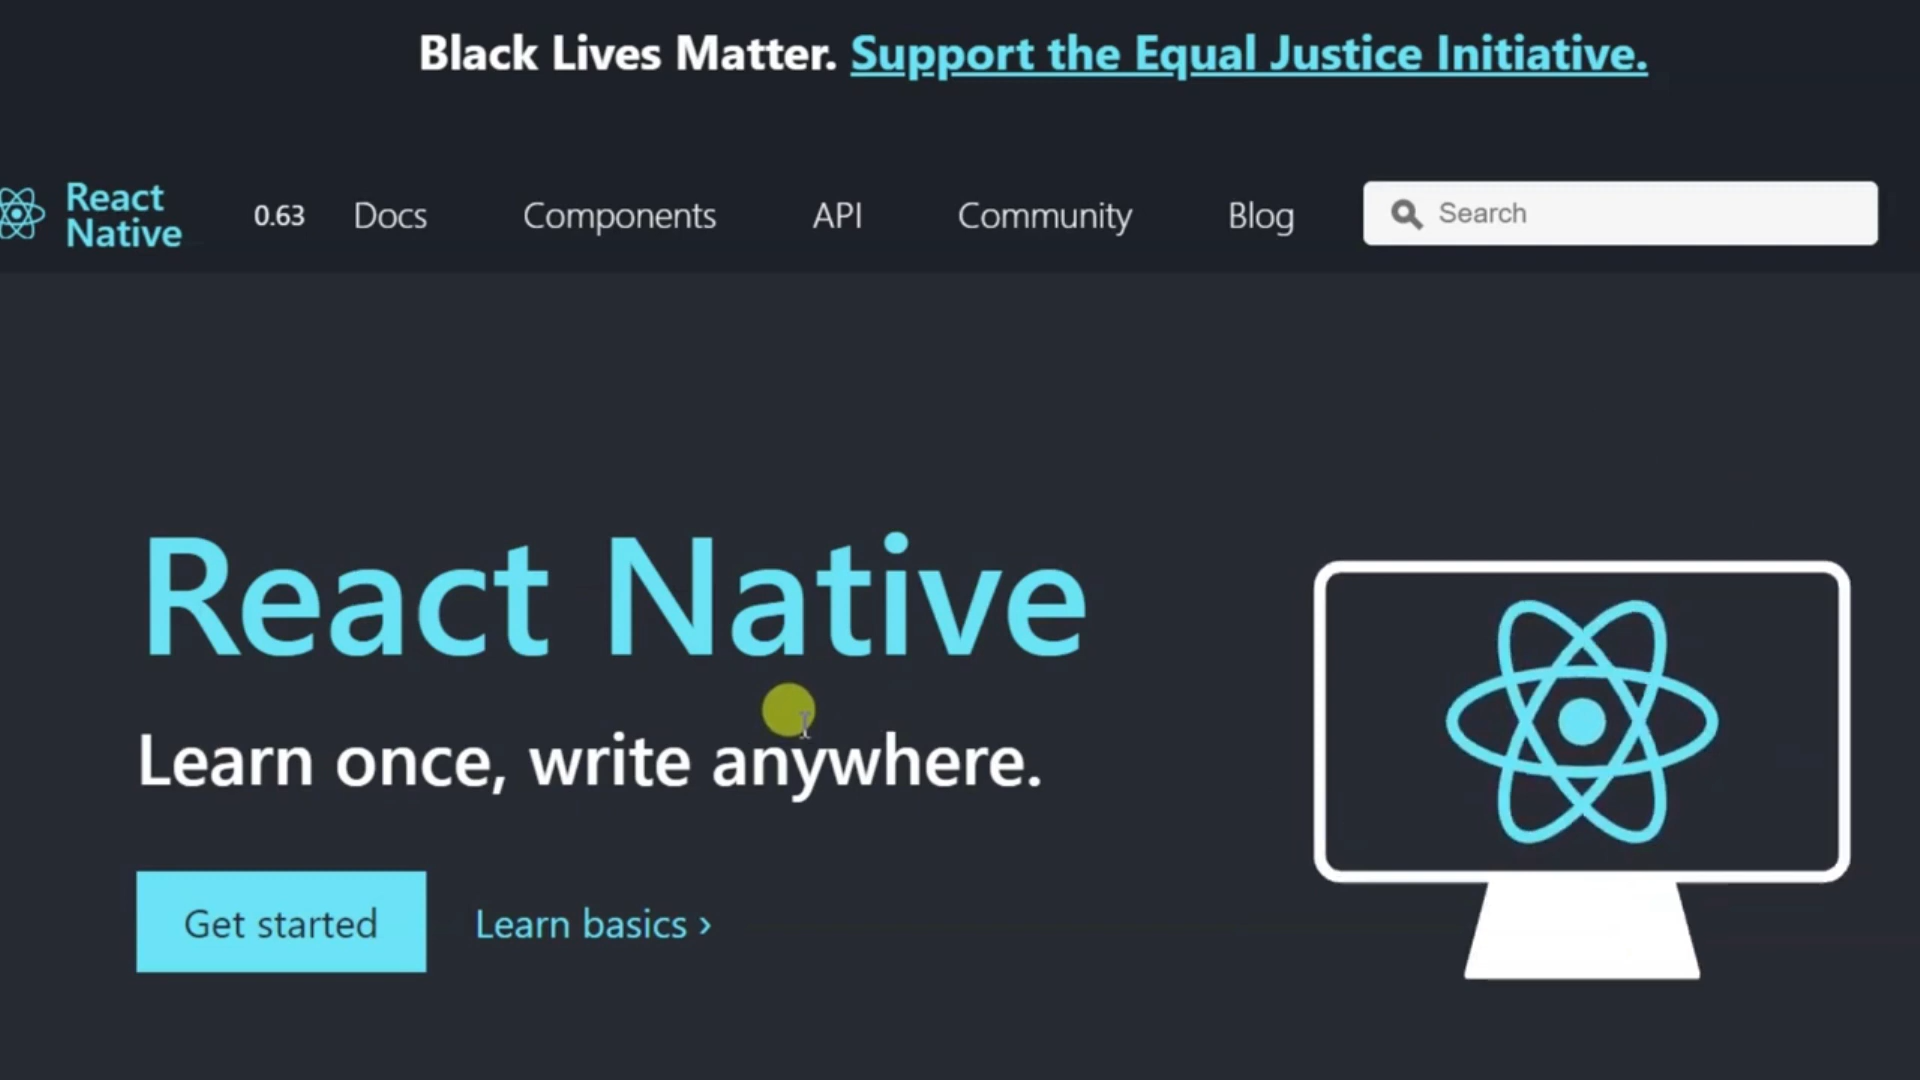 Black Lives Matter. Support the Equal Justice Initiative.
React
Native
0.63 Docs Components API Community Blog Search
React Native
Learn once, write anywhere.
Get started Learn basics ›